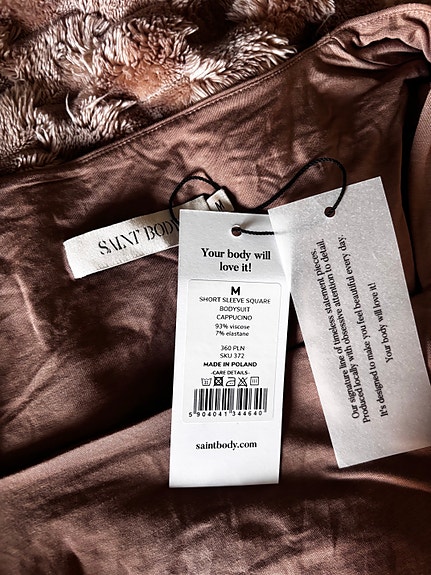 SAINT BODY
M
Your body will
love it!
M
SHORT SLEEVE SQUARE
BODYSUIT
CAPPUCINO
93% viscose
7% elastane
360 PLN
SKU 372
MADE IN POLAND
-CARE DETAILS-
5 904041 344640
saintbody.com
Our signature line of timeless statement pieces.
Produced locally with obsessive attention to detail.
It's designed to make you feel beautiful every day.
Your body will love it!